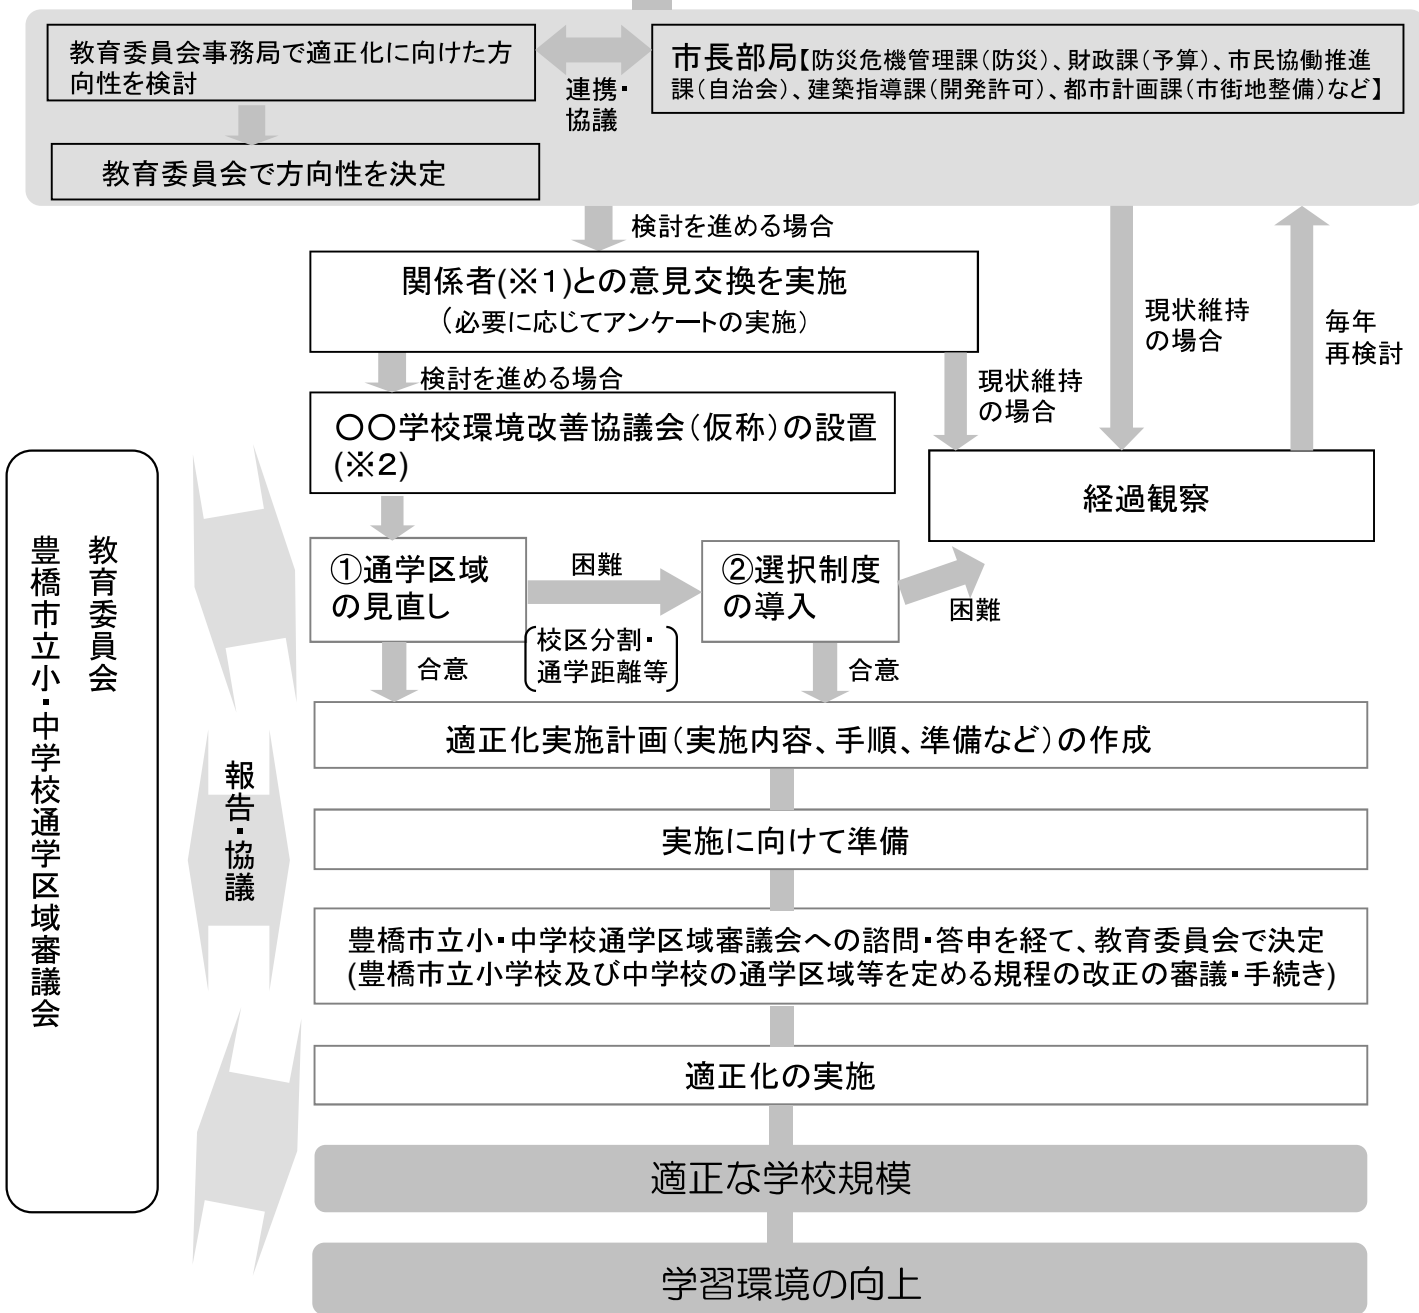 教育委員会事務局で適正化に向けた方
向性を検討
連携・
協議
市長部局【防災危機管理課(防災)、財政課(予算)、市民協働推進
課(自治会)、建築指導課(開発許可)、都市計画課(市街地整備)など】
教育委員会で方向性を決定
検討を進める場合
関係者(※1)との意見交換を実施
(必要に応じてアンケートの実施)
現状維持
の場合
毎年
再検討
検討を進める場合
現状維持
の場合
〇〇学校環境改善協議会(仮称)の設置
(※2)
経過観察
①通学区域
の見直し
困難
校区分割・
通学距離等
②選択制度
の導入
困難
合意
合意
教育委員会
豊橋市立小・中学校通学区域審議会
報告・協議
適正化実施計画(実施内容、手順、準備など)の作成
実施に向けて準備
豊橋市立小・中学校通学区域審議会への諮問・答申を経て、教育委員会で決定
(豊橋市立小学校及び中学校の通学区域等を定める規程の改正の審議・手続き)
適正化の実施
適正な学校規模
学習環境の向上